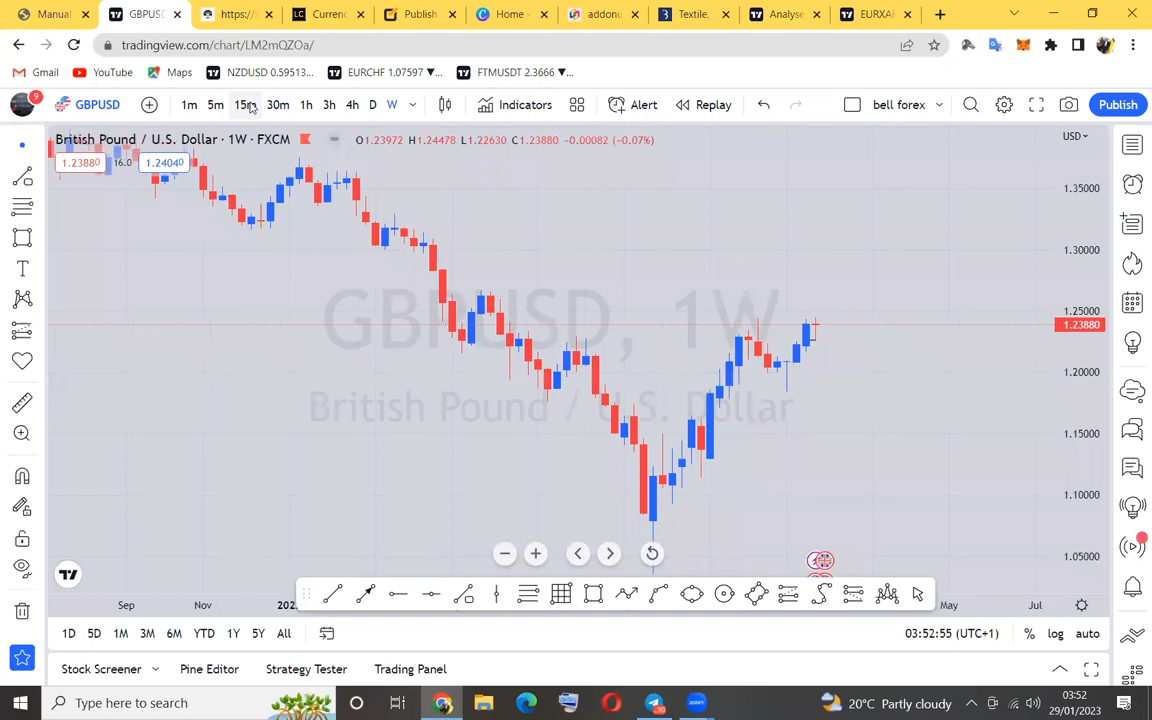 Manual
GBPUSD
https://s
Currenc
Publish
Home -
addonu
Textile,
Analyse
EURXAF
tradingview.com/chart/LM2mQZOa/
Gmail
YouTube
Maps
NZDUSD 0.59513...
EURCHF 1.07597 ▼...
FTMUSDT 2.3666 ▼...
9
GBPUSD
1m 5m 15m 30m 1h 3h 4h D W
Indicators
Alert
Replay
bell forex
Publish
British Pound / U.S. Dollar · 1W · FXCM
O1.23972 H1.24478 L1.22630 C1.23880 -0.00082 (-0.07%)
USD
1.23880 16.0 1.24040
1.35000
1.30000
1.25000
1.23880
1.20000
1.15000
1.10000
1.05000
GBPUSD, 1W
British Pound / U.S. Dollar
Sep Nov 202 May Jul
1D 5D 1M 3M 6M YTD 1Y 5Y All
03:52:55 (UTC+1) % log auto
Stock Screener
Pine Editor
Strategy Tester
Trading Panel
Type here to search
20°C Partly cloudy
03:52
29/01/2023